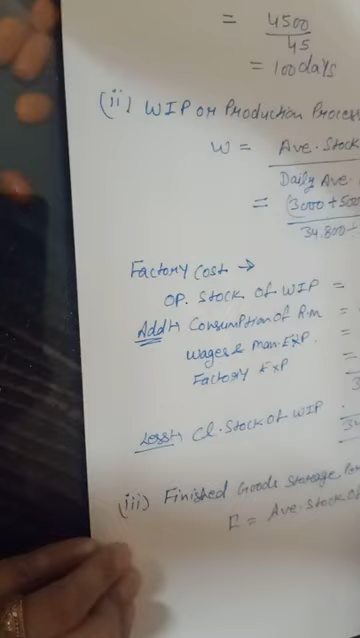 = 4500
45
= 100 days
(ii) WIP or Production Process
W = Ave. Stock
Daily Ave.
= (3000 + 500
34,800 +
Factory Cost →
OP. Stock of WIP =
Add:- Consumption of R.m =
Wages & Man. Exp. =
Factory Exp =
Less:- Cl. Stock of WIP
(iii) Finished Goods Storage
F = Ave. Stock of